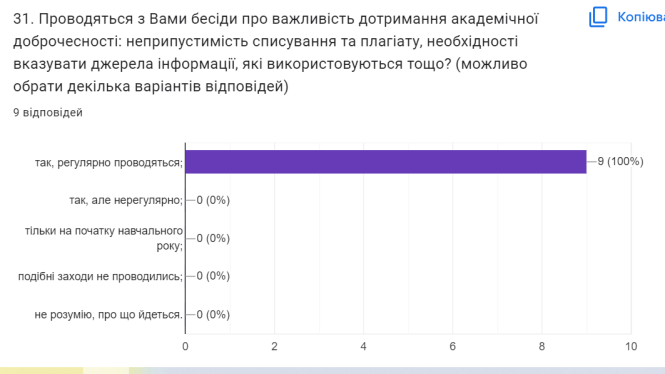 31. Проводяться з Вами бесіди про важливість дотримання академічної
доброчесності: неприпустимість списування та плагіату, необхідності
вказувати джерела інформації, які використовуються тощо? (можливо
обрати декілька варіантів відповідей)
9 відповідей
так, регулярно проводяться;
9 (100%)
так, але нерегулярно;
0 (0%)
тільки на початку навчального
року;
0 (0%)
подібні заходи не проводились;
0 (0%)
не розумію, про що йдеться.
0 (0%)
0 2 4 6 8 10